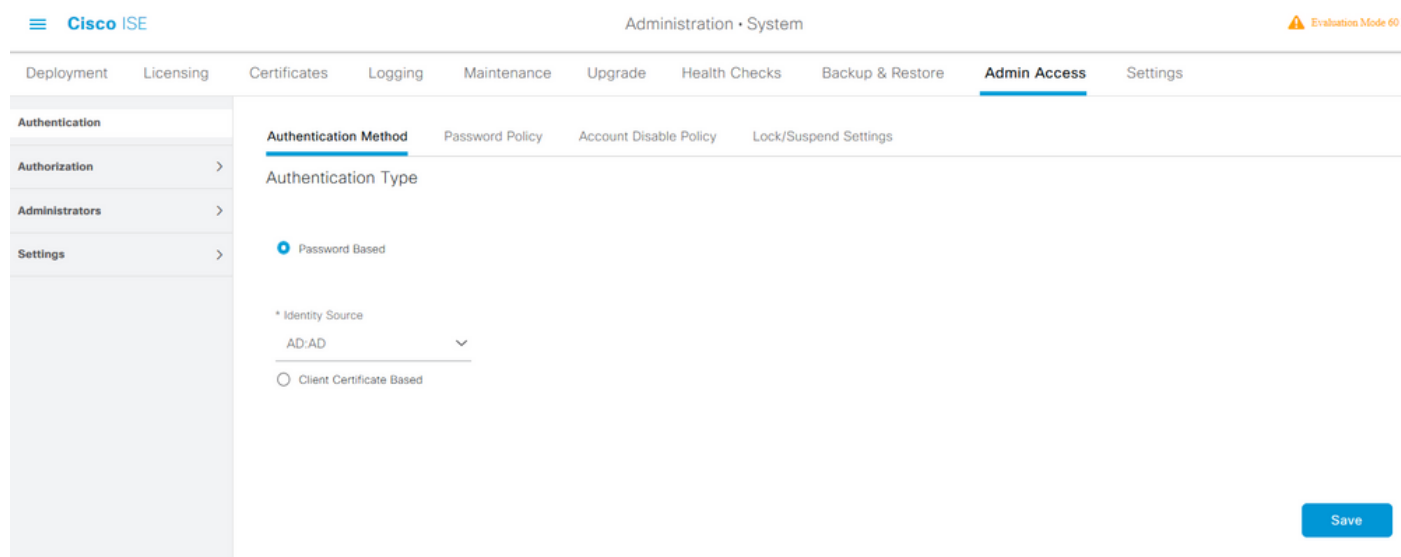 Cisco ISE
Administration • System
Evaluation Mode 60
Deployment Licensing Certificates Logging Maintenance Upgrade Health Checks Backup & Restore Admin Access Settings
Authentication
Authorization
Administrators
Settings
Authentication Method Password Policy Account Disable Policy Lock/Suspend Settings
Authentication Type
Password Based
* Identity Source
AD:AD
Client Certificate Based
Save